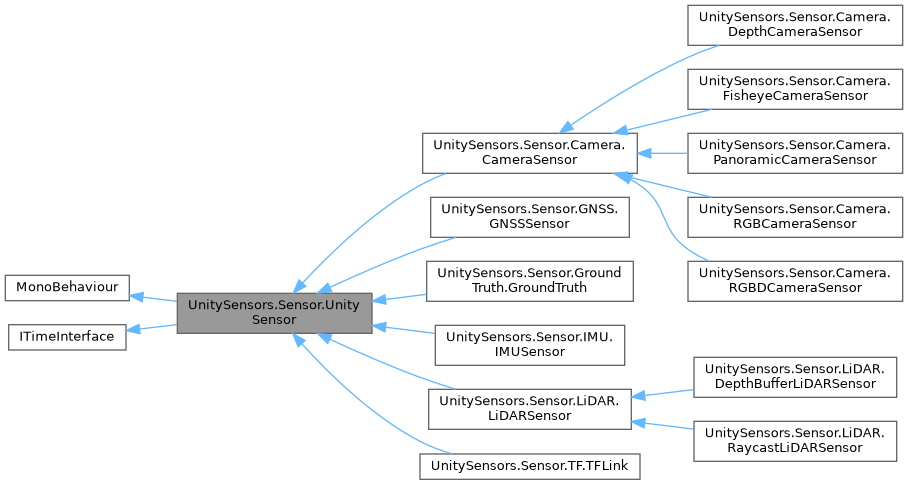 MonoBehaviour
ITimeInterface
UnitySensors.Sensor.Unity
Sensor
UnitySensors.Sensor.Camera.
CameraSensor
UnitySensors.Sensor.GNSS.
GNSSSensor
UnitySensors.Sensor.Ground
Truth.GroundTruth
UnitySensors.Sensor.IMU.
IMUSensor
UnitySensors.Sensor.LiDAR.
LiDARSensor
UnitySensors.Sensor.TF.TFLink
UnitySensors.Sensor.Camera.
DepthCameraSensor
UnitySensors.Sensor.Camera.
FisheyeCameraSensor
UnitySensors.Sensor.Camera.
PanoramicCameraSensor
UnitySensors.Sensor.Camera.
RGBCameraSensor
UnitySensors.Sensor.Camera.
RGBDCameraSensor
UnitySensors.Sensor.LiDAR.
DepthBufferLiDARSensor
UnitySensors.Sensor.LiDAR.
RaycastLiDARSensor